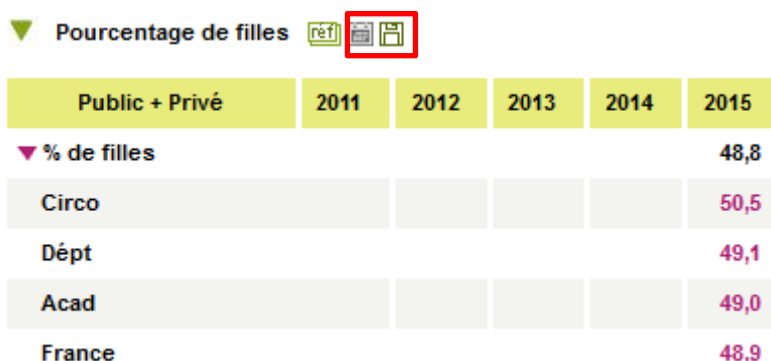 Pourcentage de filles réf
Public + Privé 2011 2012 2013 2014 2015
% de filles 48,8
Circo 50,5
Dépt 49,1
Acad 49,0
France 48,9